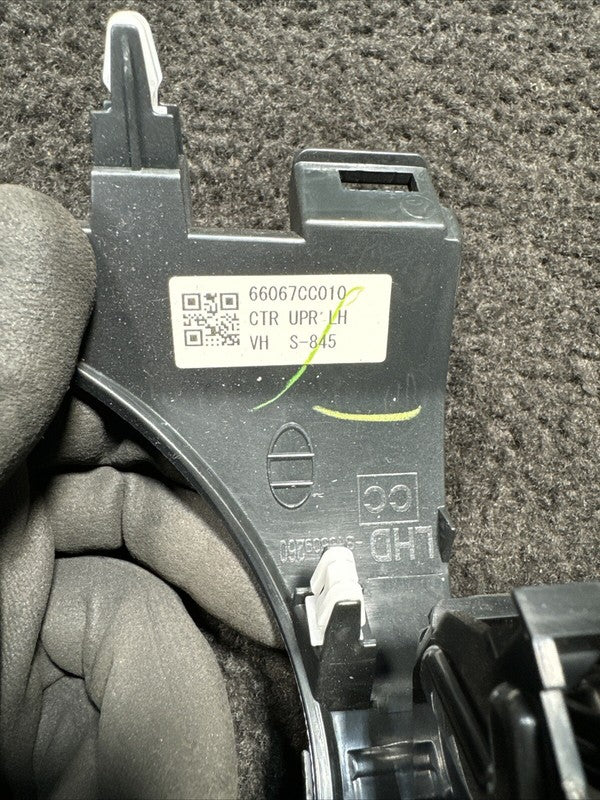 66067CC010
CTR UPR LH
VH S-845
CC
LHD